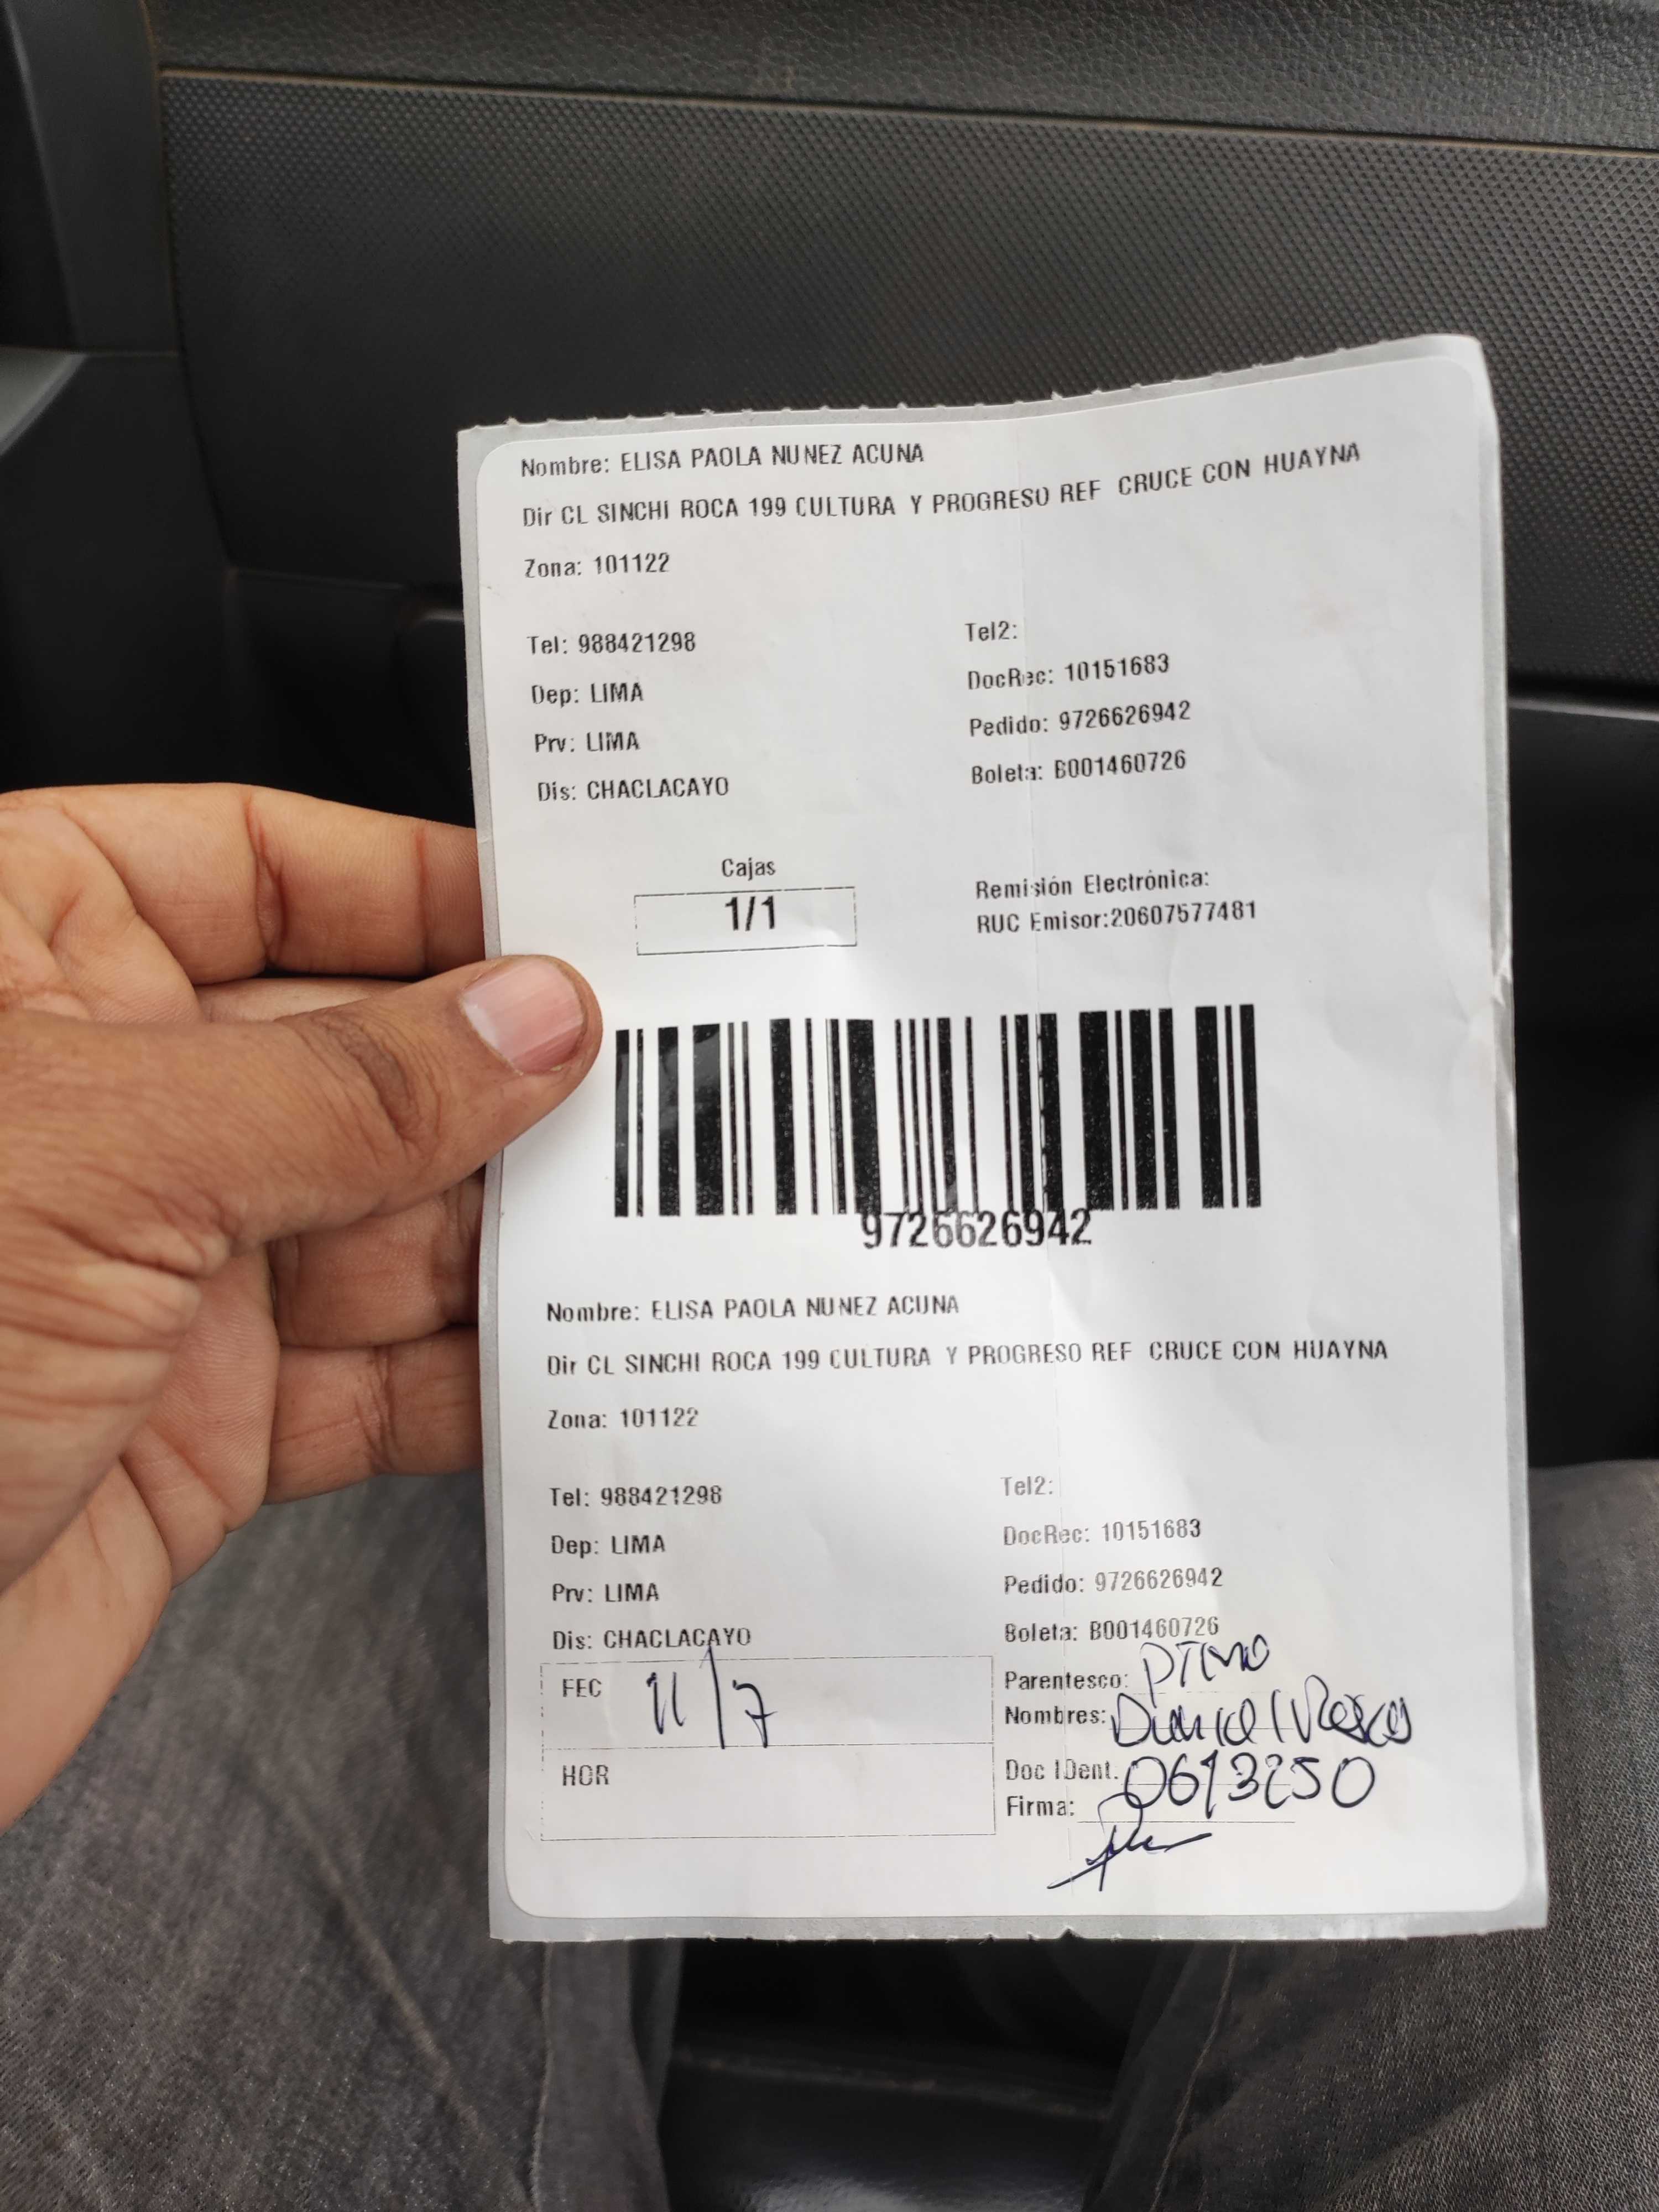 Nombre: ELISA PAOLA NUNEZ ACUNA
Dir CL SINCHI ROCA 199 CULTURA Y PROGRESO REF CRUCE CON HUAYNA
Zona: 101122
Tel: 988421298
Tel2:
Dep: LIMA
DocRec: 10151683
Prv: LIMA
Pedido: 9726626942
Dis: CHACLACAYO
Boleta: B001460726
Cajas
1/1
Remisión Electrónica:
RUC Emisor:20607577481
9726626942
Nombre: ELISA PAOLA NUNEZ ACUNA
Dir CL SINCHI ROCA 199 CULTURA Y PROGRESO REF CRUCE CON HUAYNA
Zona: 101122
Tel: 988421298
Tel2:
Dep: LIMA
DocRec: 10151683
Prv: LIMA
Pedido: 9726626942
Dis: CHACLACAYO
Boleta: B001460726
FEC 11/7
HOR
Parentesco:
Nombres: Daniel
Doc IDent.
Firma: